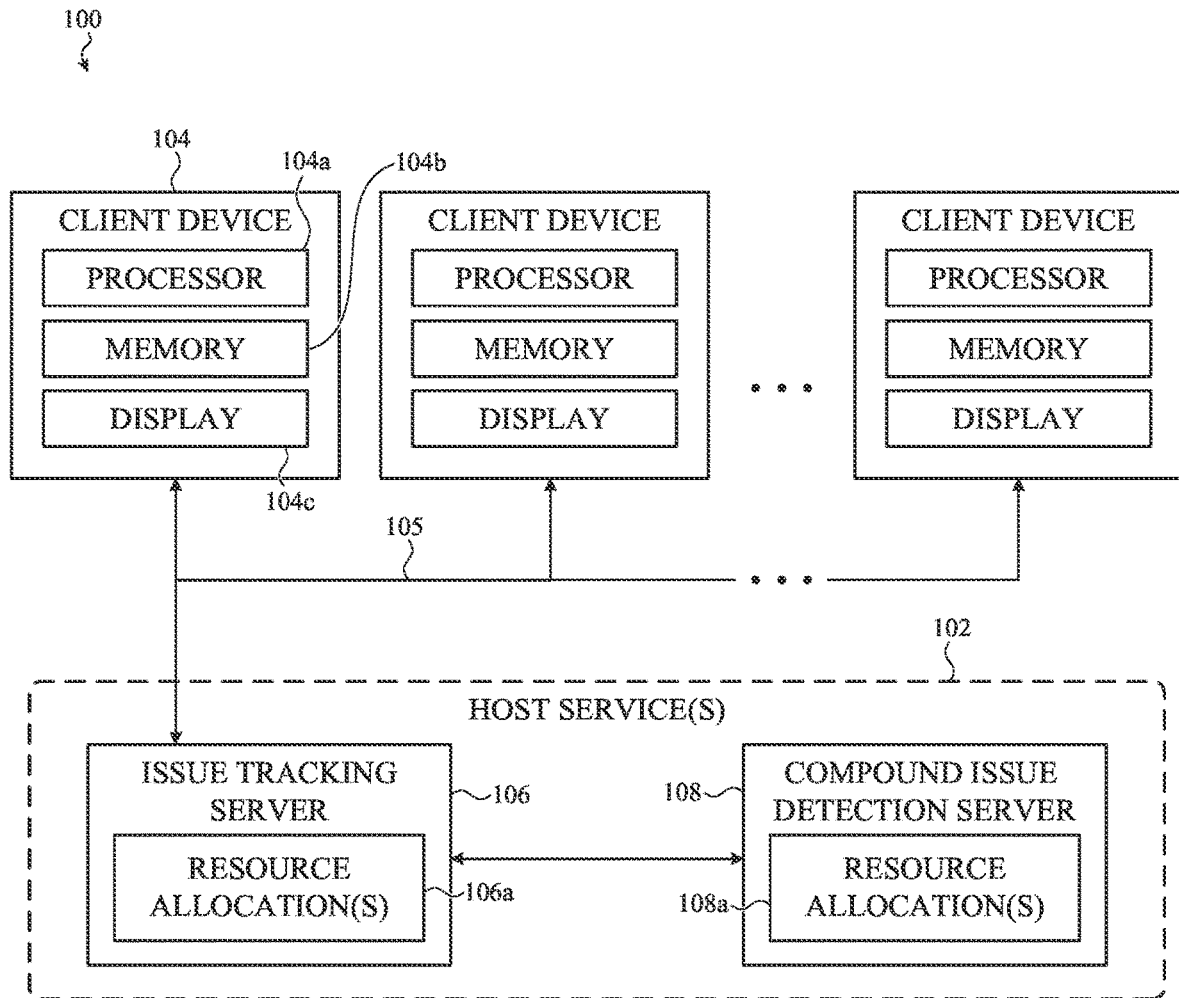 100
104
104a
104b
CLIENT DEVICE
PROCESSOR
MEMORY
DISPLAY
104c
CLIENT DEVICE
PROCESSOR
MEMORY
DISPLAY
CLIENT DEVICE
PROCESSOR
MEMORY
DISPLAY
105
102
HOST SERVICE(S)
ISSUE TRACKING
SERVER
106
RESOURCE
ALLOCATION(S)
106a
108
COMPOUND ISSUE
DETECTION SERVER
108a
RESOURCE
ALLOCATION(S)